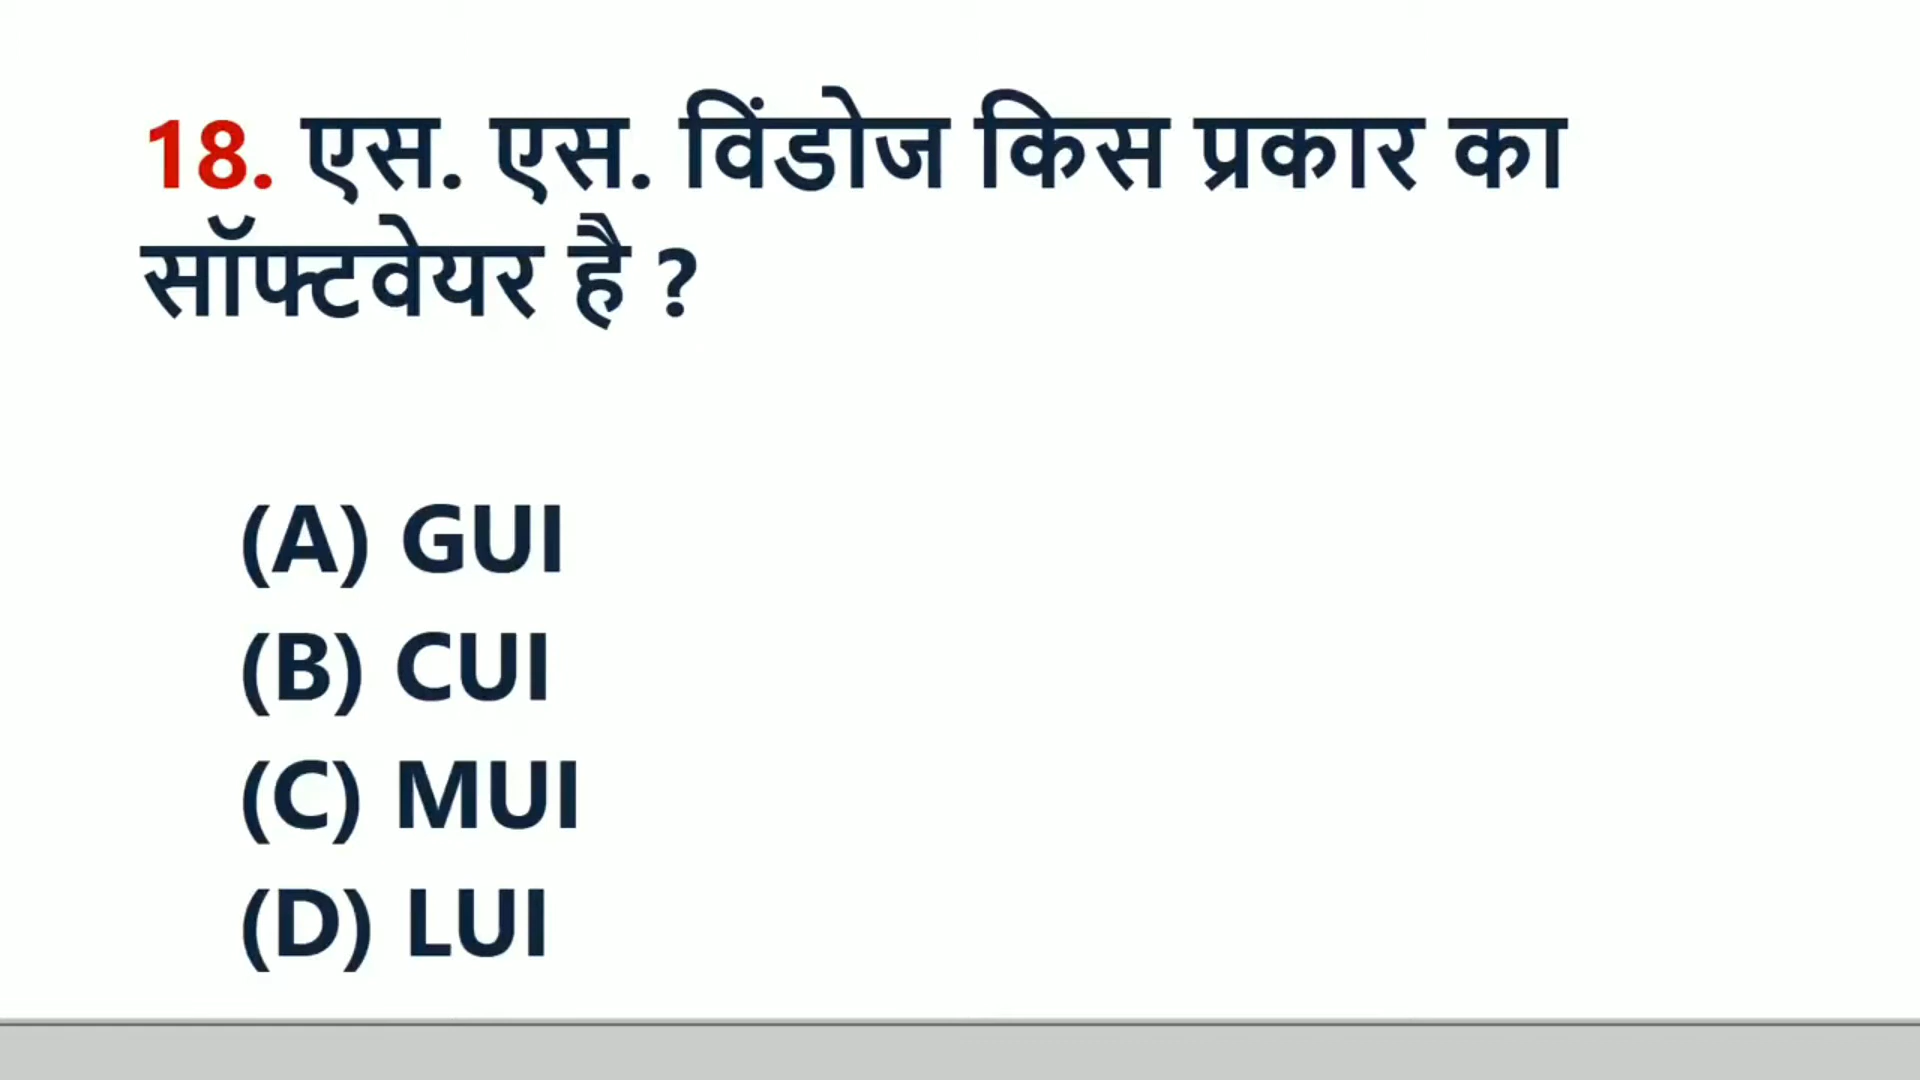 18. एस. एस. विंडोज किस प्रकार का
सॉफ्टवेयर है ?
(A) GUI
(B) CUI
(C) MUI
(D) LUI